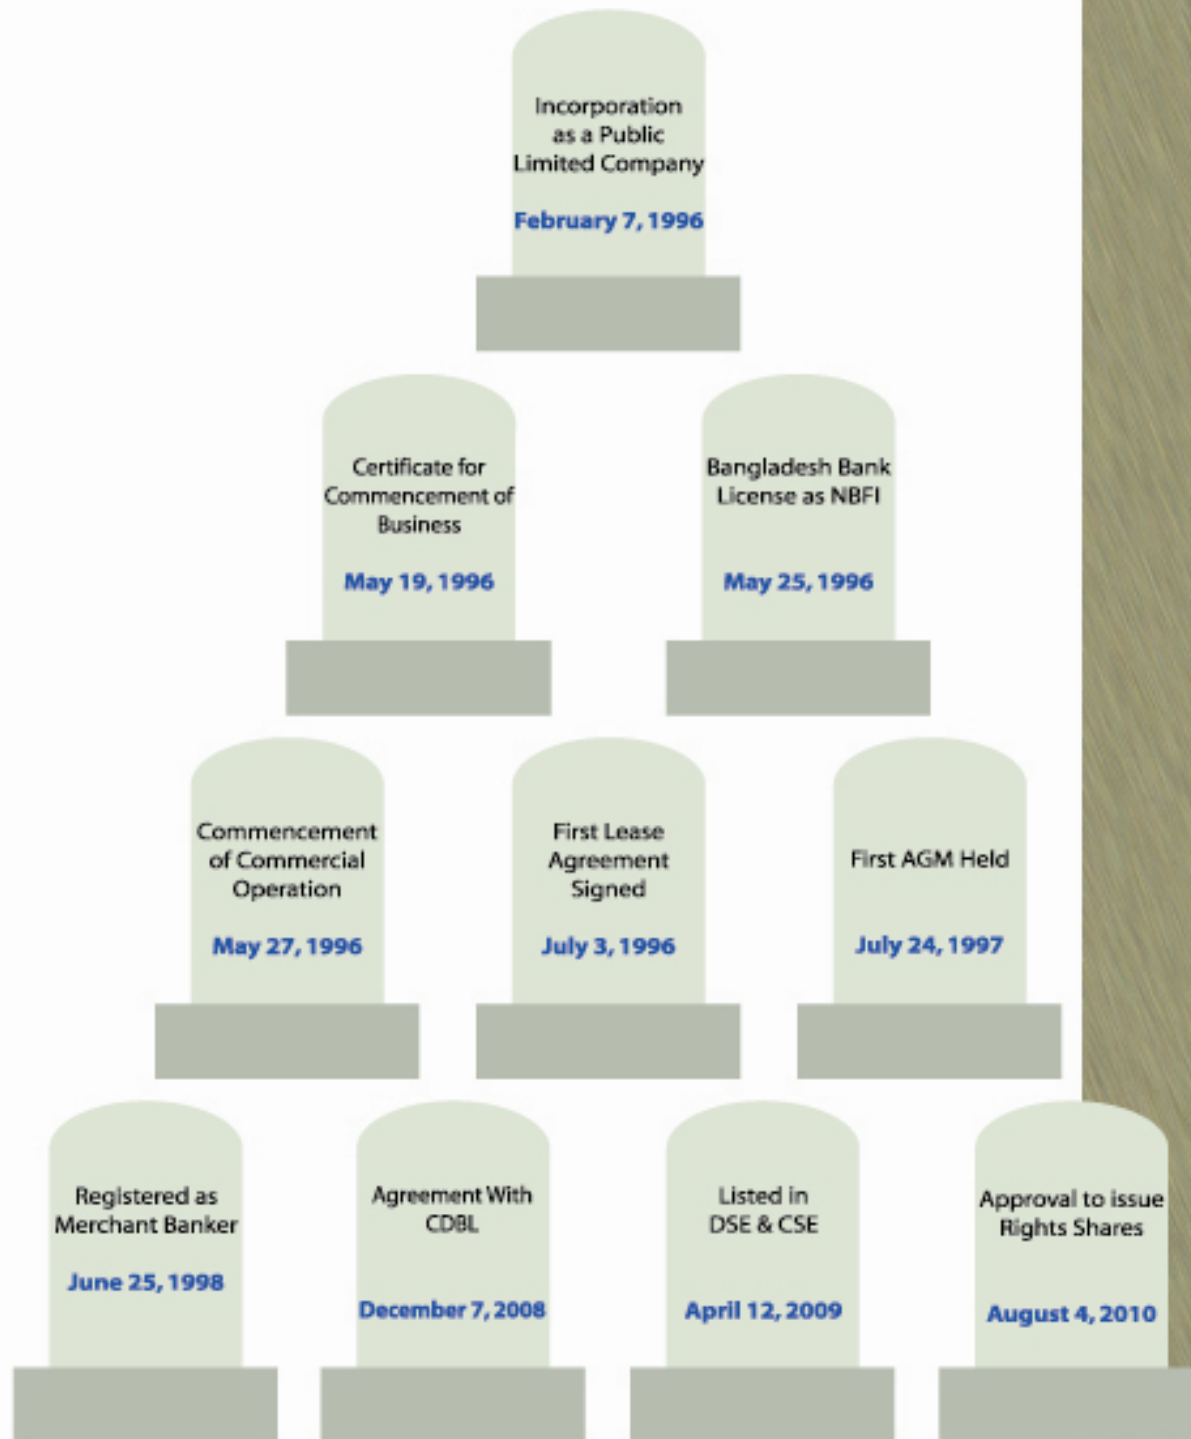 Incorporation
as a Public
Limited Company
February 7, 1996
Certificate for
Commencement of
Business
May 19, 1996
Bangladesh Bank
License as NBFI
May 25, 1996
Commencement
of Commercial
Operation
May 27, 1996
First Lease
Agreement
Signed
July 3, 1996
First AGM Held
July 24, 1997
Registered as
Merchant Banker
June 25, 1998
Agreement With
CDBL
December 7, 2008
Listed in
DSE & CSE
April 12, 2009
Approval to issue
Rights Shares
August 4, 2010